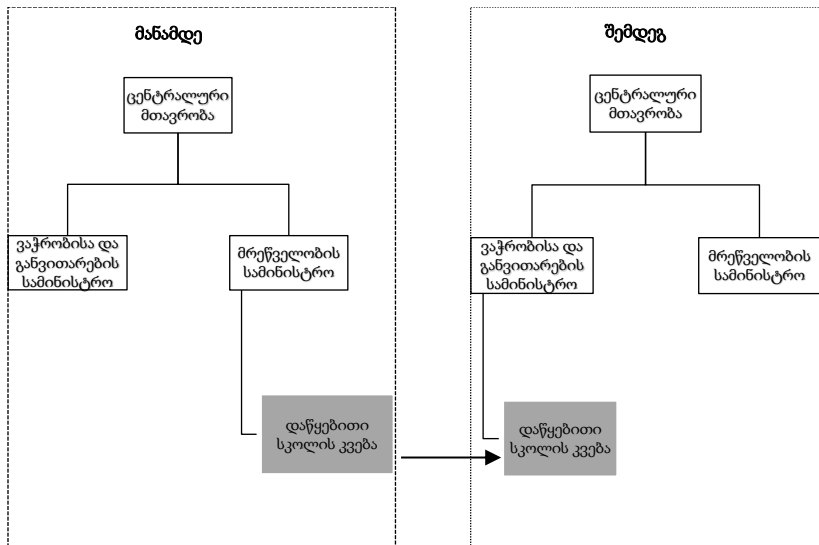 მანამდე
ცენტრალური
მთავრობა
ვაჭრობისა და
განვითარების
სამინისტრო
მრეწველობის
სამინისტრო
დაწყებითი
სკოლის კვება
შემდეგ
ცენტრალური
მთავრობა
ვაჭრობისა და
განვითარების
სამინისტრო
მრეწველობის
სამინისტრო
დაწყებითი
სკოლის კვება